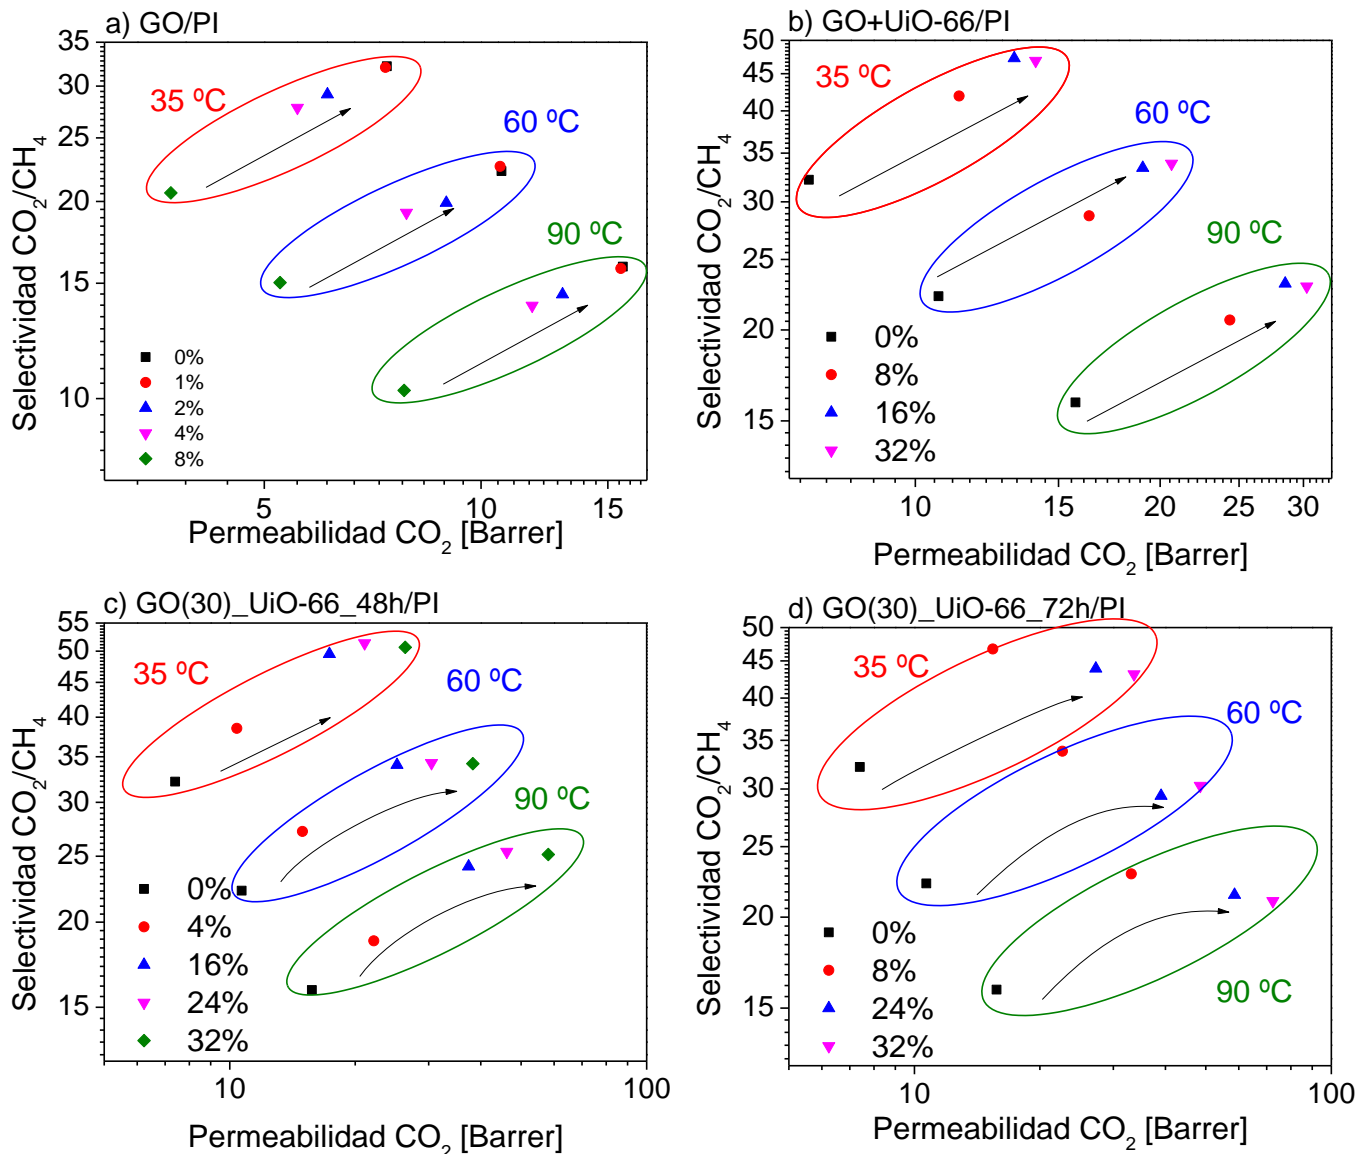 a) GO/PI
35
30
25
20
15
10
5
10
15
35 ºC
60 ºC
90 ºC
0%
1%
2%
4%
8%
Selectividad CO₂/CH₄
Permeabilidad CO₂ [Barrer]
b) GO+UiO-66/PI
50
45
40
35
30
25
20
15
10
15
20
25
30
35 ºC
60 ºC
90 ºC
0%
8%
16%
32%
Selectividad CO₂/CH₄
Permeabilidad CO₂ [Barrer]
c) GO(30)_UiO-66_48h/PI
55
50
45
40
35
30
25
20
15
10
100
35 ºC
60 ºC
90 ºC
0%
4%
16%
24%
32%
Selectividad CO₂/CH₄
Permeabilidad CO₂ [Barrer]
d) GO(30)_UiO-66_72h/PI
50
45
40
35
30
25
20
15
10
100
35 ºC
60 ºC
90 ºC
0%
8%
24%
32%
Selectividad CO₂/CH₄
Permeabilidad CO₂ [Barrer]